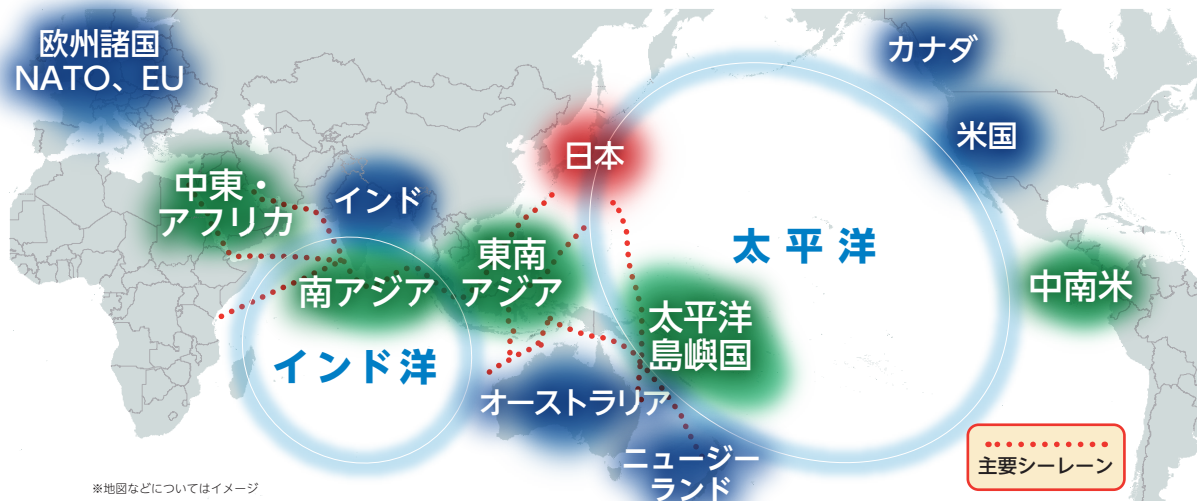 欧州諸国
NATO、EU
カナダ
米国
日本
中東・
アフリカ
インド
東南
アジア
太平洋
南アジア
中南米
太平洋
島嶼国
インド洋
オーストラリア
ニュージー
ランド
主要シーレーン
※地図などについてはイメージ